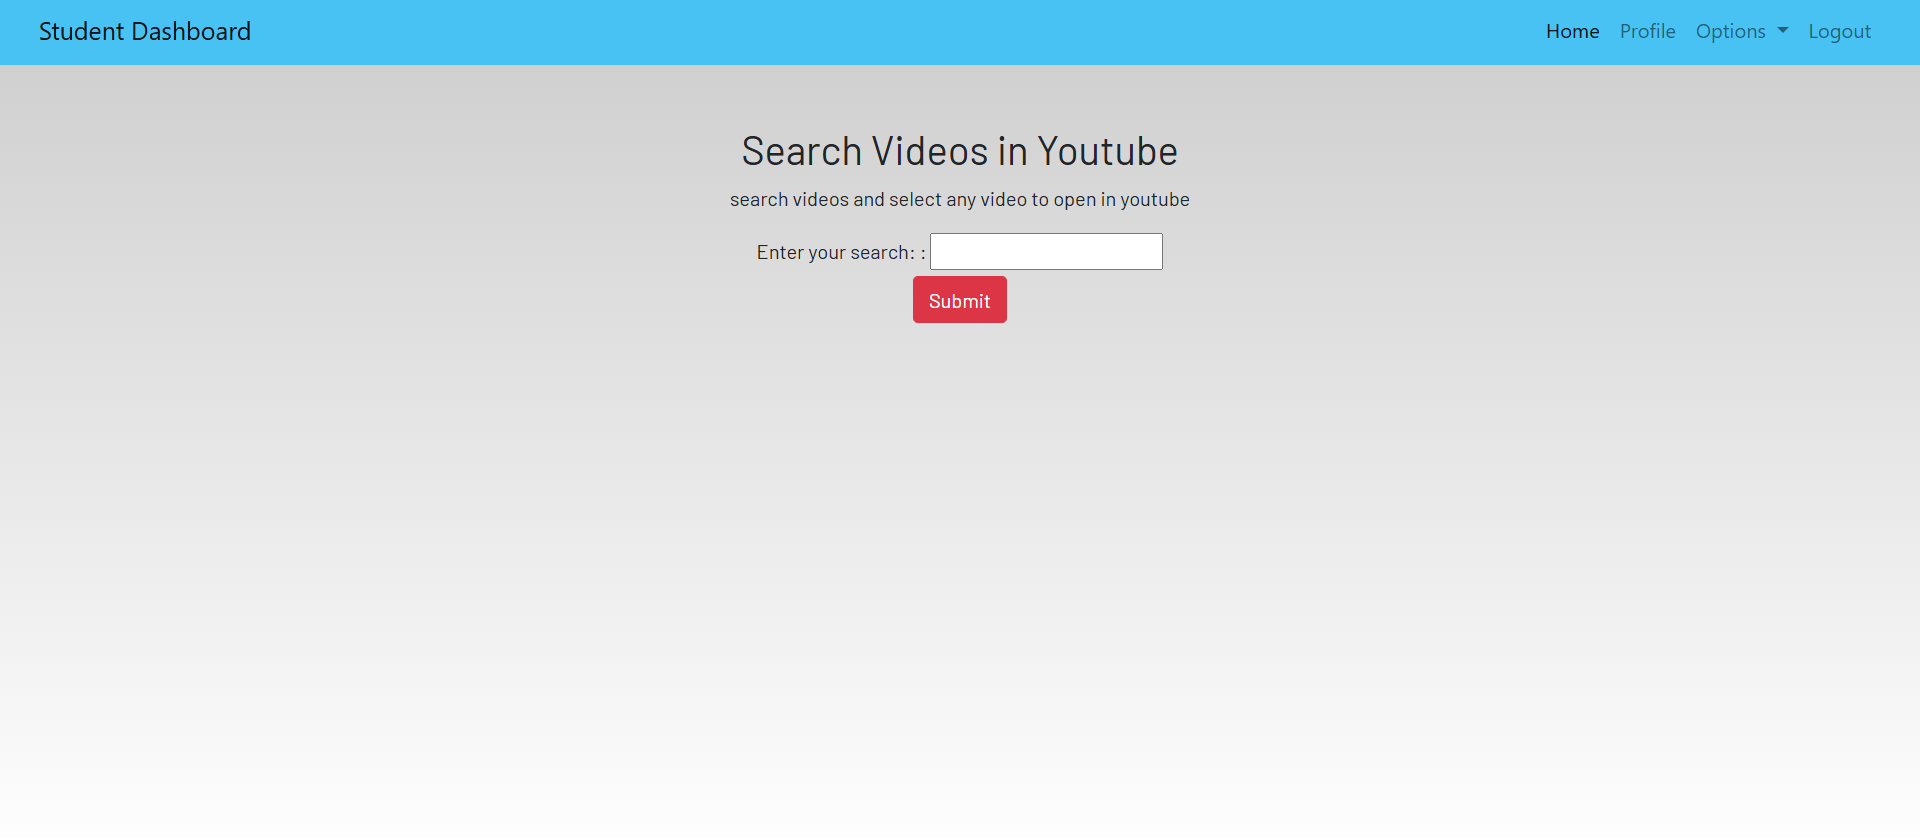 Student Dashboard
Home Profile Options Logout
Search Videos in Youtube
search videos and select any video to open in youtube
Enter your search: :
Submit